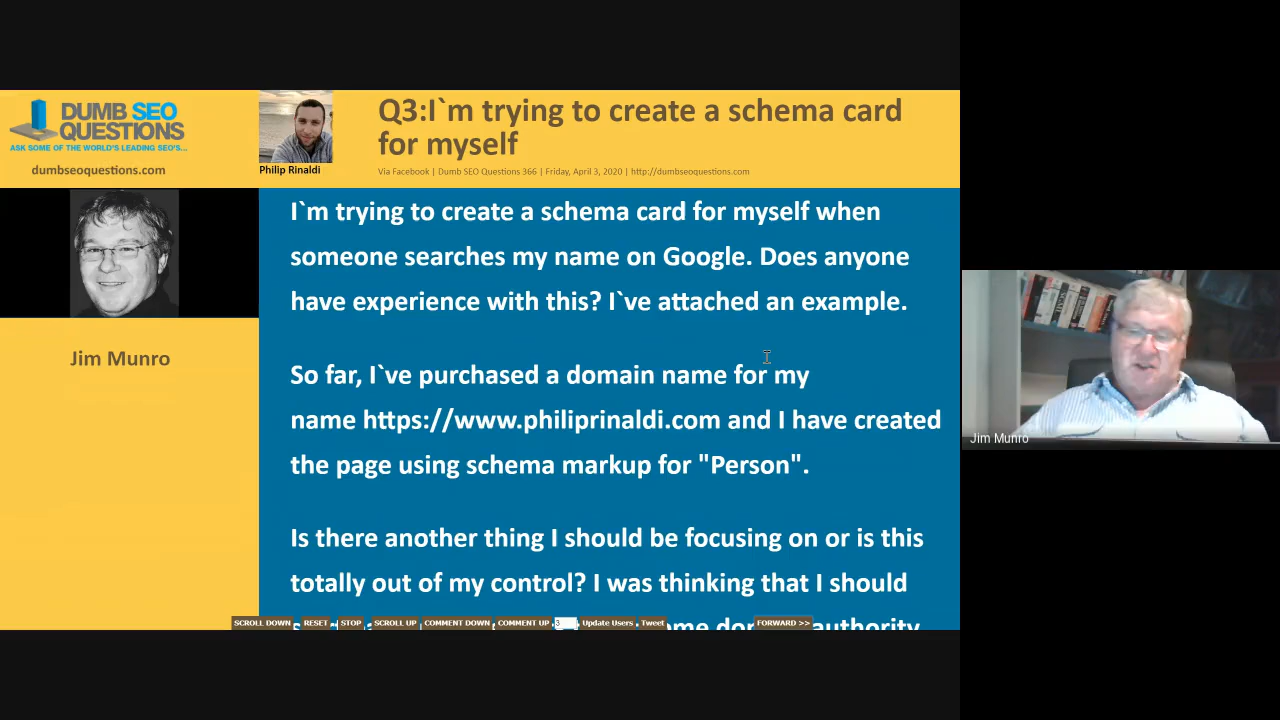 DUMB SEO
QUESTIONS
ASK SOME OF THE WORLD'S LEADING SEO'S...
dumbseoquestions.com
Philip Rinaldi
Q3:I`m trying to create a schema card
for myself
Via Facebook | Dumb SEO Questions 366 | Friday, April 3, 2020 | http://dumbseoquestions.com
Jim Munro
I`m trying to create a schema card for myself when
someone searches my name on Google. Does anyone
have experience with this? I`ve attached an example.
So far, I`ve purchased a domain name for my
name https://www.philiprinaldi.com and I have created
the page using schema markup for "Person".
Is there another thing I should be focusing on or is this
totally out of my control? I was thinking that I should
authority
SCROLL DOWN RESET STOP SCROLL UP COMMENT DOWN COMMENT UP 3 Update Users Tweet FORWARD >>
Jim Munro